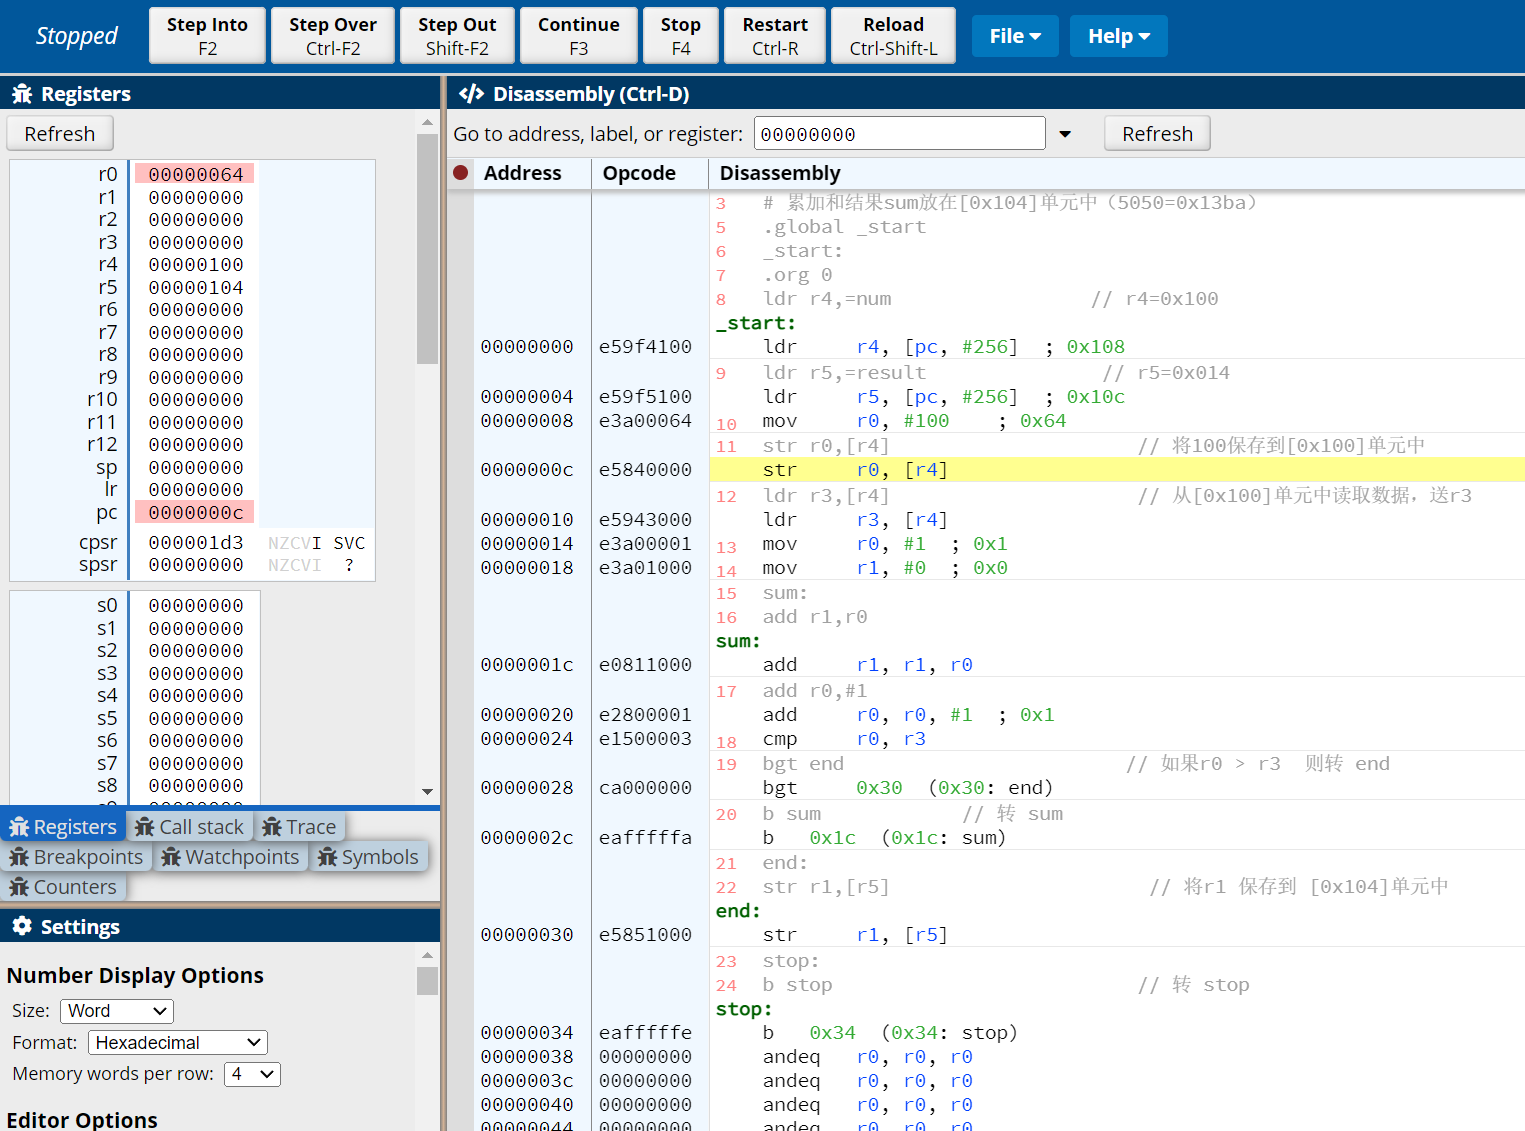 Stopped
Step Into
F2
Step Over
Ctrl-F2
Step Out
Shift-F2
Continue
F3
Stop
F4
Restart
Ctrl-R
Reload
Ctrl-Shift-L
File
Help
Registers
Refresh
r0 00000064
r1 00000000
r2 00000000
r3 00000000
r4 00000100
r5 00000104
r6 00000000
r7 00000000
r8 00000000
r9 00000000
r10 00000000
r11 00000000
r12 00000000
sp 00000000
lr 00000000
pc 0000000c
cpsr 000001d3 NZCVI SVC
spsr 00000000 NZCVI ?
s0 00000000
s1 00000000
s2 00000000
s3 00000000
s4 00000000
s5 00000000
s6 00000000
s7 00000000
s8 00000000
Registers Call stack Trace
Breakpoints Watchpoints Symbols
Counters
Settings
Number Display Options
Size: Word
Format: Hexadecimal
Memory words per row: 4
Editor Options
</> Disassembly (Ctrl-D)
Go to address, label, or register: 00000000 Refresh
Address Opcode Disassembly
3 # 累加和结果sum放在[0x104]单元中（5050=0x13ba）
5 .global _start
6 _start:
7 .org 0
8 ldr r4,=num // r4=0x100
_start:
00000000 e59f4100 ldr r4, [pc, #256] ; 0x108
9 ldr r5,=result // r5=0x014
00000004 e59f5100 ldr r5, [pc, #256] ; 0x10c
00000008 e3a00064 10 mov r0, #100 ; 0x64
11 str r0,[r4] // 将100保存到[0x100]单元中
0000000c e5840000 str r0, [r4]
12 ldr r3,[r4] // 从[0x100]单元中读取数据，送r3
00000010 e5943000 ldr r3, [r4]
00000014 e3a00001 13 mov r0, #1 ; 0x1
00000018 e3a01000 14 mov r1, #0 ; 0x0
15 sum:
16 add r1,r0
sum:
0000001c e0811000 add r1, r1, r0
17 add r0,#1
00000020 e2800001 add r0, r0, #1 ; 0x1
00000024 e1500003 18 cmp r0, r3
19 bgt end // 如果r0 > r3 则转 end
00000028 ca000000 bgt 0x30 (0x30: end)
20 b sum // 转 sum
0000002c eafffffa b 0x1c (0x1c: sum)
21 end:
22 str r1,[r5] // 将r1 保存到 [0x104]单元中
end:
00000030 e5851000 str r1, [r5]
23 stop:
24 b stop // 转 stop
stop:
00000034 eafffffe b 0x34 (0x34: stop)
00000038 00000000 andeq r0, r0, r0
0000003c 00000000 andeq r0, r0, r0
00000040 00000000 andeq r0, r0, r0
00000044 00000000 andeq r0, r0, r0